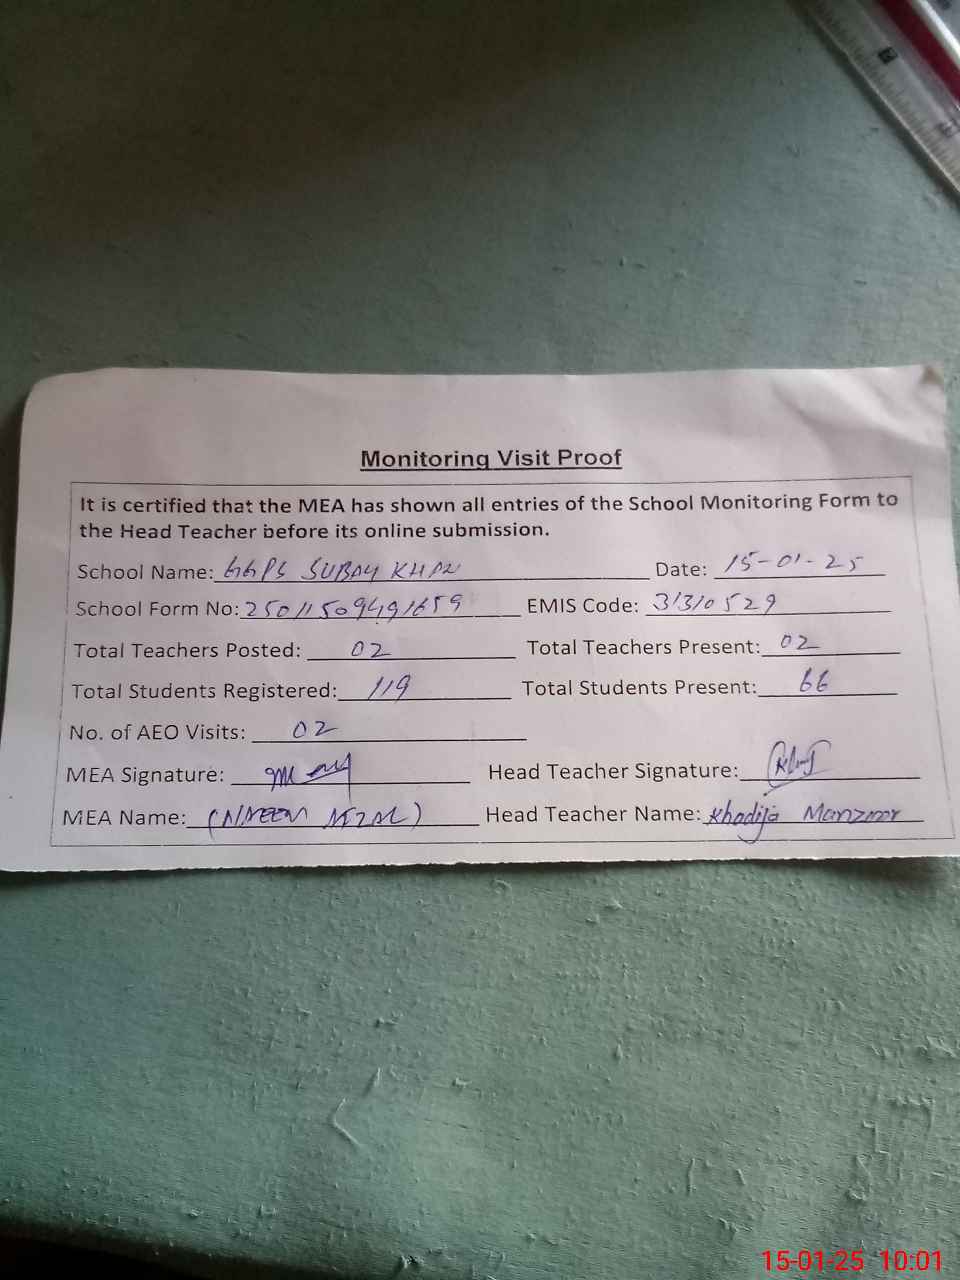 Monitoring Visit Proof
It is certified that the MEA has shown all entries of the School Monitoring Form to
the Head Teacher before its online submission.
School Name: GGPS SUBAY KHAN Date: 15-01-25
School Form No: EMIS Code: 31310529
Total Teachers Posted: 02 Total Teachers Present: 02
Total Students Registered: 119 Total Students Present: 66
No. of AEO Visits: 02
MEA Signature: Head Teacher Signature:
MEA Name: (NAEEM ) Head Teacher Name: Khadija Manzoor
15-01-25 10:01